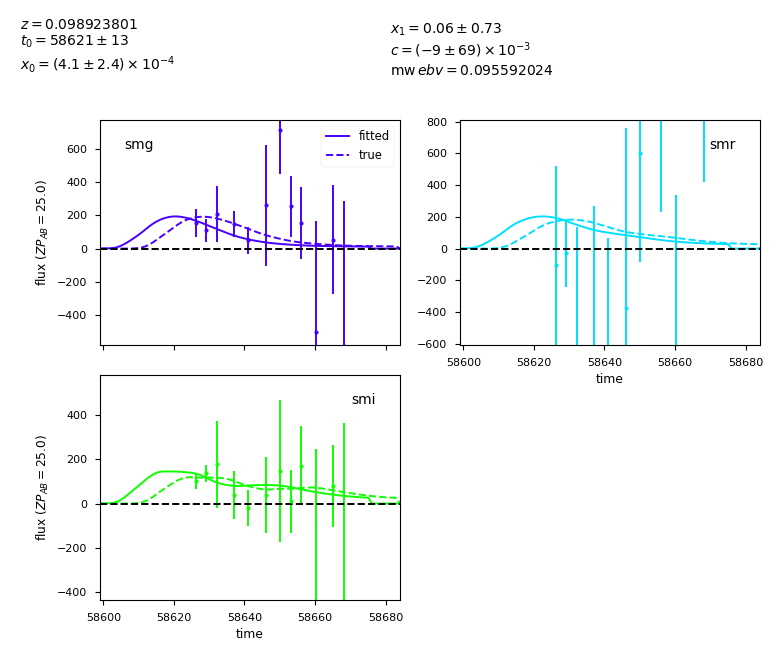 z = 0.098923801
t₀ = 58621 ± 13
x₀ = (4.1 ± 2.4) × 10⁻⁴
x₁ = 0.06 ± 0.73
c = (−9 ± 69) × 10⁻³
mw ebv = 0.095592024
smg
fitted
true
600
400
200
0
−200
−400
flux (ZP_AB = 25.0)
smr
800
600
400
200
0
−200
−400
−600
58600 58620 58640 58660 58680
time
smi
400
200
0
−200
−400
flux (ZP_AB = 25.0)
58600 58620 58640 58660 58680
time